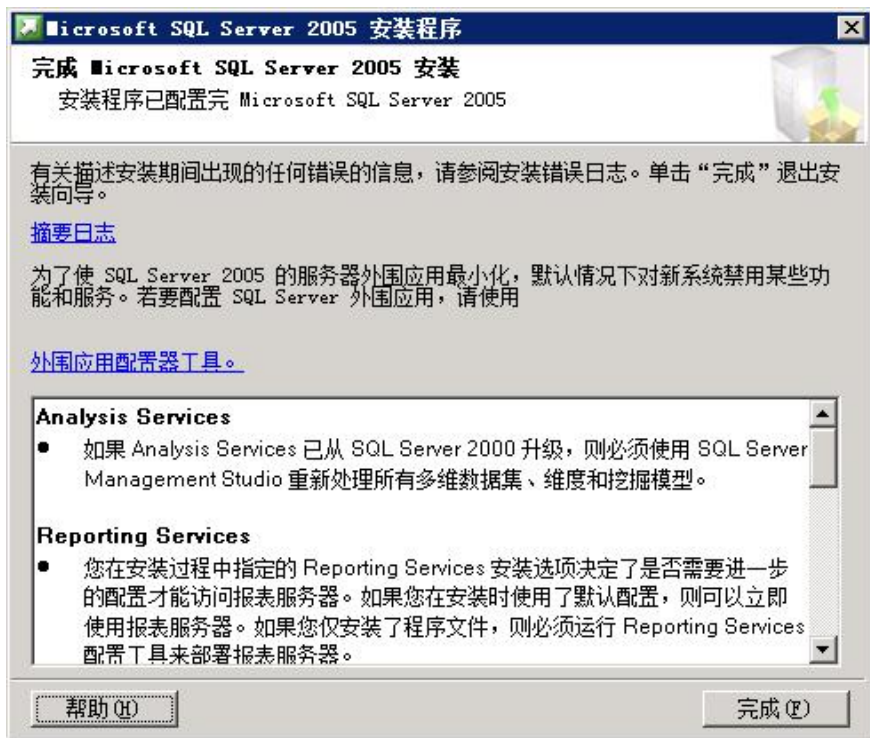 Microsoft SQL Server 2005 安装程序
完成 Microsoft SQL Server 2005 安装
安装程序已配置完 Microsoft SQL Server 2005
有关描述安装期间出现的任何错误的信息，请参阅安装错误日志。单击“完成”退出安
装向导。
摘要日志
为了使 SQL Server 2005 的服务器外围应用最小化，默认情况下对新系统禁用某些功
能和服务。若要配置 SQL Server 外围应用，请使用
外围应用配置器工具。
Analysis Services
● 如果 Analysis Services 已从 SQL Server 2000 升级，则必须使用 SQL Server
Management Studio 重新处理所有多维数据集、维度和挖掘模型。
Reporting Services
● 您在安装过程中指定的 Reporting Services 安装选项决定了是否需要进一步
的配置才能访问报表服务器。如果您在安装时使用了默认配置，则可以立即
使用报表服务器。如果您仅安装了程序文件，则必须运行 Reporting Services
配置工具来部署报表服务器。
帮助(H)
完成(F)